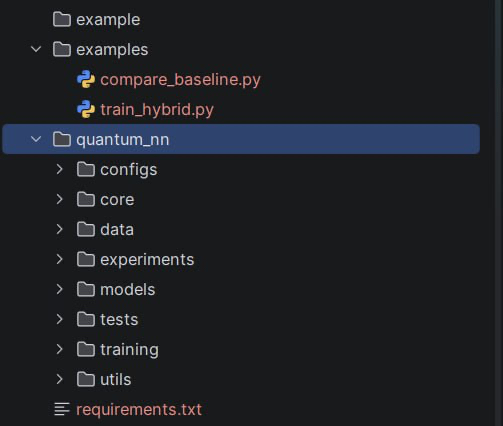 example
examples
compare_baseline.py
train_hybrid.py
quantum_nn
configs
core
data
experiments
models
tests
training
utils
requirements.txt